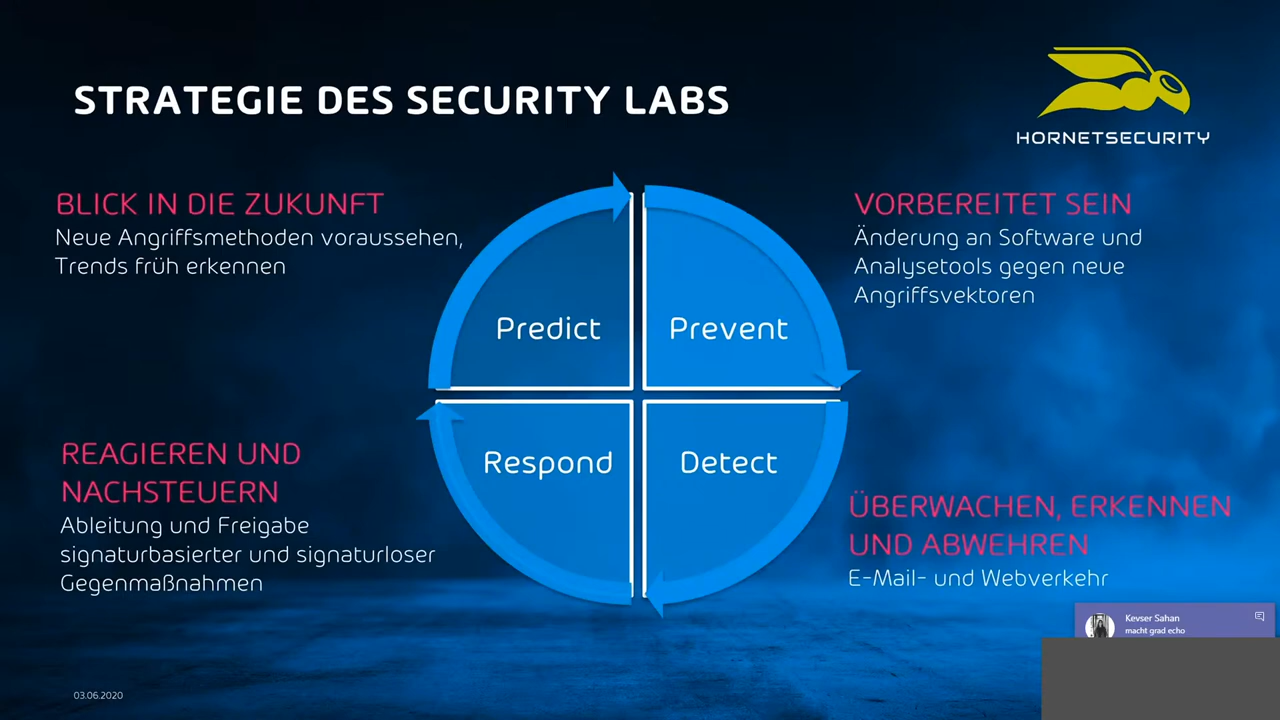 STRATEGIE DES SECURITY LABS
HORNETSECURITY
BLICK IN DIE ZUKUNFT
Neue Angriffsmethoden voraussehen,
Trends früh erkennen
VORBEREITET SEIN
Änderung an Software und
Analysetools gegen neue
Angriffsvektoren
Predict
Prevent
Respond
Detect
REAGIEREN UND
NACHSTEUERN
Ableitung und Freigabe
signaturbasierter und signaturloser
Gegenmaßnahmen
ÜBERWACHEN, ERKENNEN
UND ABWEHREN
E-Mail- und Webverkehr
Kevser Sahan
macht grad echo
03.06.2020